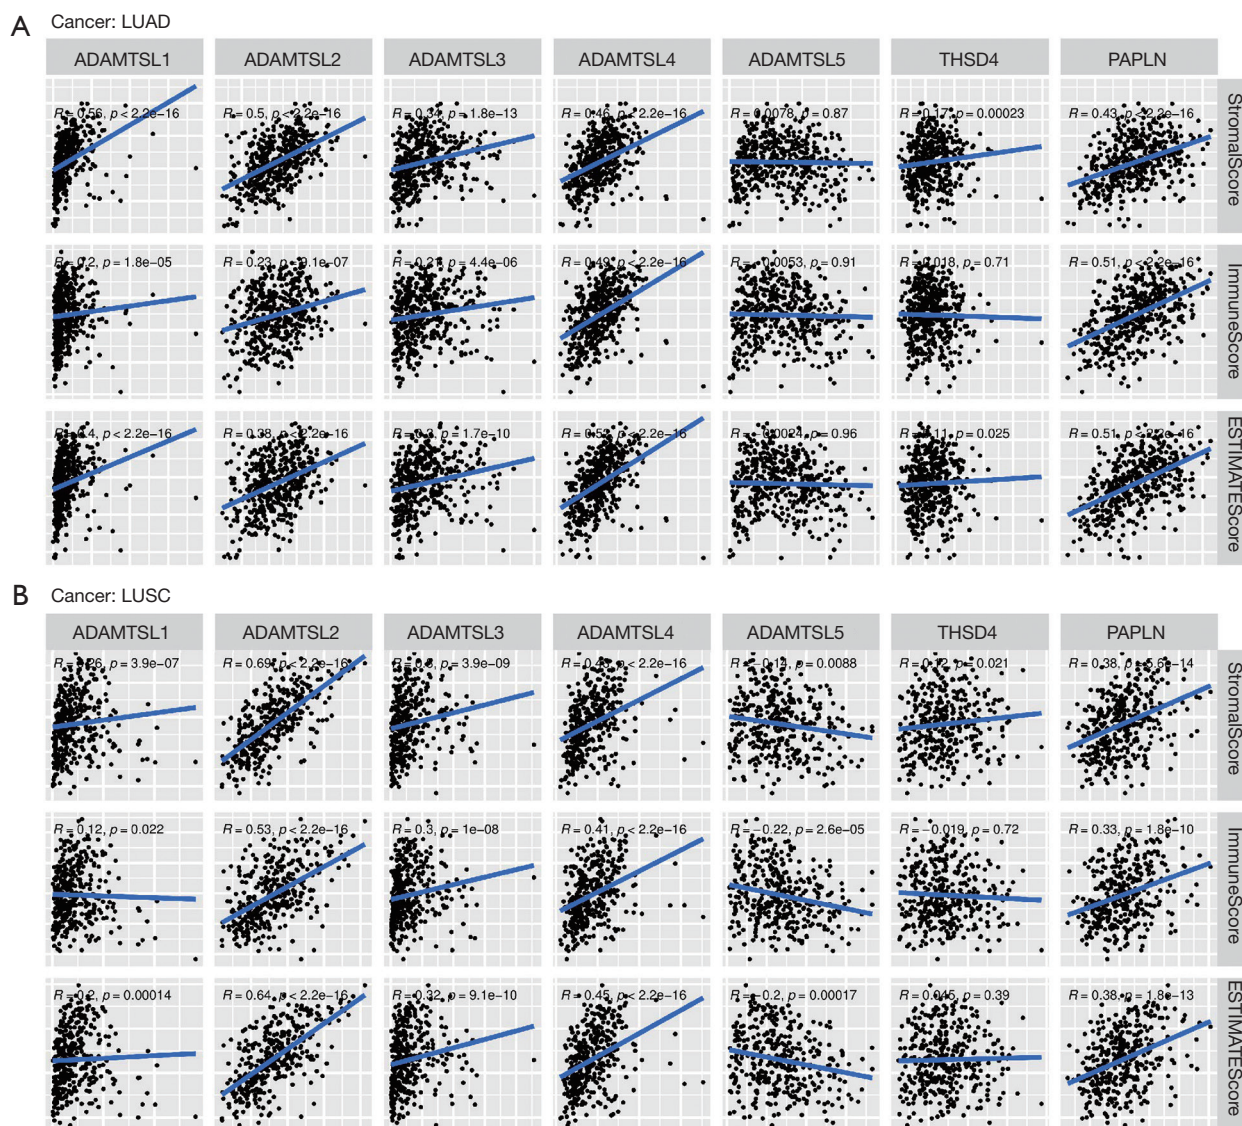 A Cancer: LUAD
ADAMTSL1 ADAMTSL2 ADAMTSL3 ADAMTSL4 ADAMTSL5 THSD4 PAPLN
R = 0.56, p < 2.2e−16 R = 0.5, p < 2.2e−16 R = 0.34, p = 1.8e−13 R = 0.46, p < 2.2e−16 0.0078, p = 0.87 R = 0.17, p = 0.00023 R = 0.43, p < 2.2e−16 StromalScore
R = 0.2, p = 1.8e−05 R = 0.23, p = 9.1e−07 R = 0.21, p = 4.4e−06 R = 0.49, p < 2.2e−16 R = −0.0053, p = 0.91 0.018, p = 0.71 R = 0.51, p < 2.2e−16 ImmuneScore
R = 0.4, p < 2.2e−16 R = 0.38, p < 2.2e−16 R = 0.3, p = 1.7e−10 R = 0.52, p < 2.2e−16 R = −0.0024, p = 0.96 R = 0.11, p = 0.025 R = 0.51, p < 2.2e−16 ESTIMATEScore
B Cancer: LUSC
ADAMTSL1 ADAMTSL2 ADAMTSL3 ADAMTSL4 ADAMTSL5 THSD4 PAPLN
R = 0.26, p = 3.9e−07 R = 0.69, p < 2.2e−16 R = 0.3, p = 3.9e−09 R = 0.43, p < 2.2e−16 R = −0.14, p = 0.0088 R = 0.12, p = 0.021 R = 0.38, p = 5.6e−14 StromalScore
R = 0.12, p = 0.022 R = 0.53, p < 2.2e−16 R = 0.3, p = 1e−08 R = 0.41, p < 2.2e−16 R = −0.22, p = 2.6e−05 R = −0.019, p = 0.72 R = 0.33, p = 1.8e−10 ImmuneScore
R = 0.2, p = 0.00014 R = 0.64, p < 2.2e−16 R = 0.32, p = 9.1e−10 R = 0.45, p < 2.2e−16 R = −0.2, p = 0.00017 R = 0.045, p = 0.39 R = 0.38, p = 1.8e−13 ESTIMATEScore